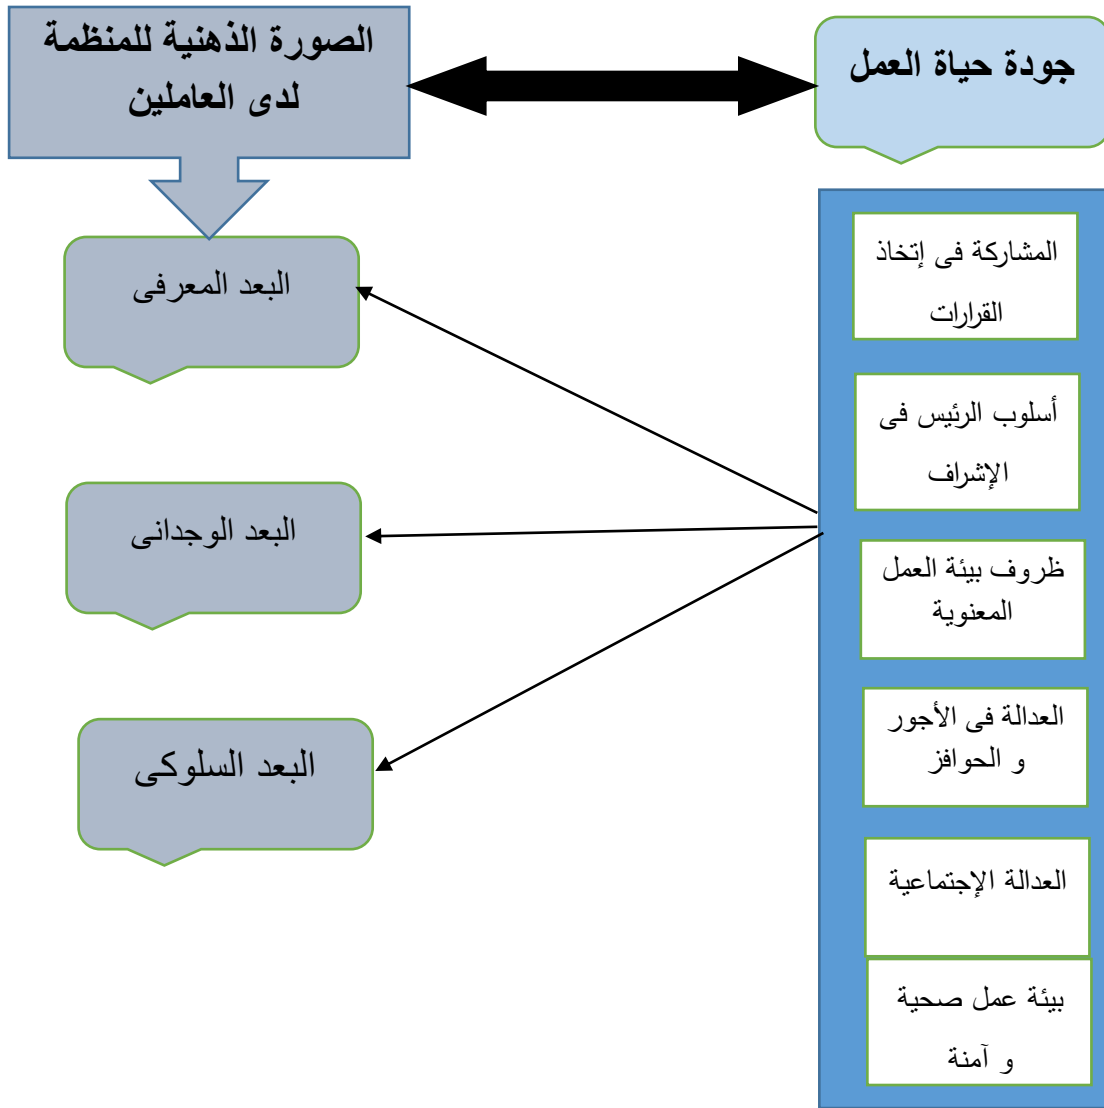 جودة حياة العمل
المشاركة فى إتخاذ
القرارات
أسلوب الرئيس فى
الإشراف
ظروف بيئة العمل
المعنوية
العدالة فى الأجور
و الحوافز
العدالة الإجتماعية
بيئة عمل صحية
و آمنة
الصورة الذهنية للمنظمة
لدى العاملين
البعد المعرفى
البعد الوجدانى
البعد السلوكى